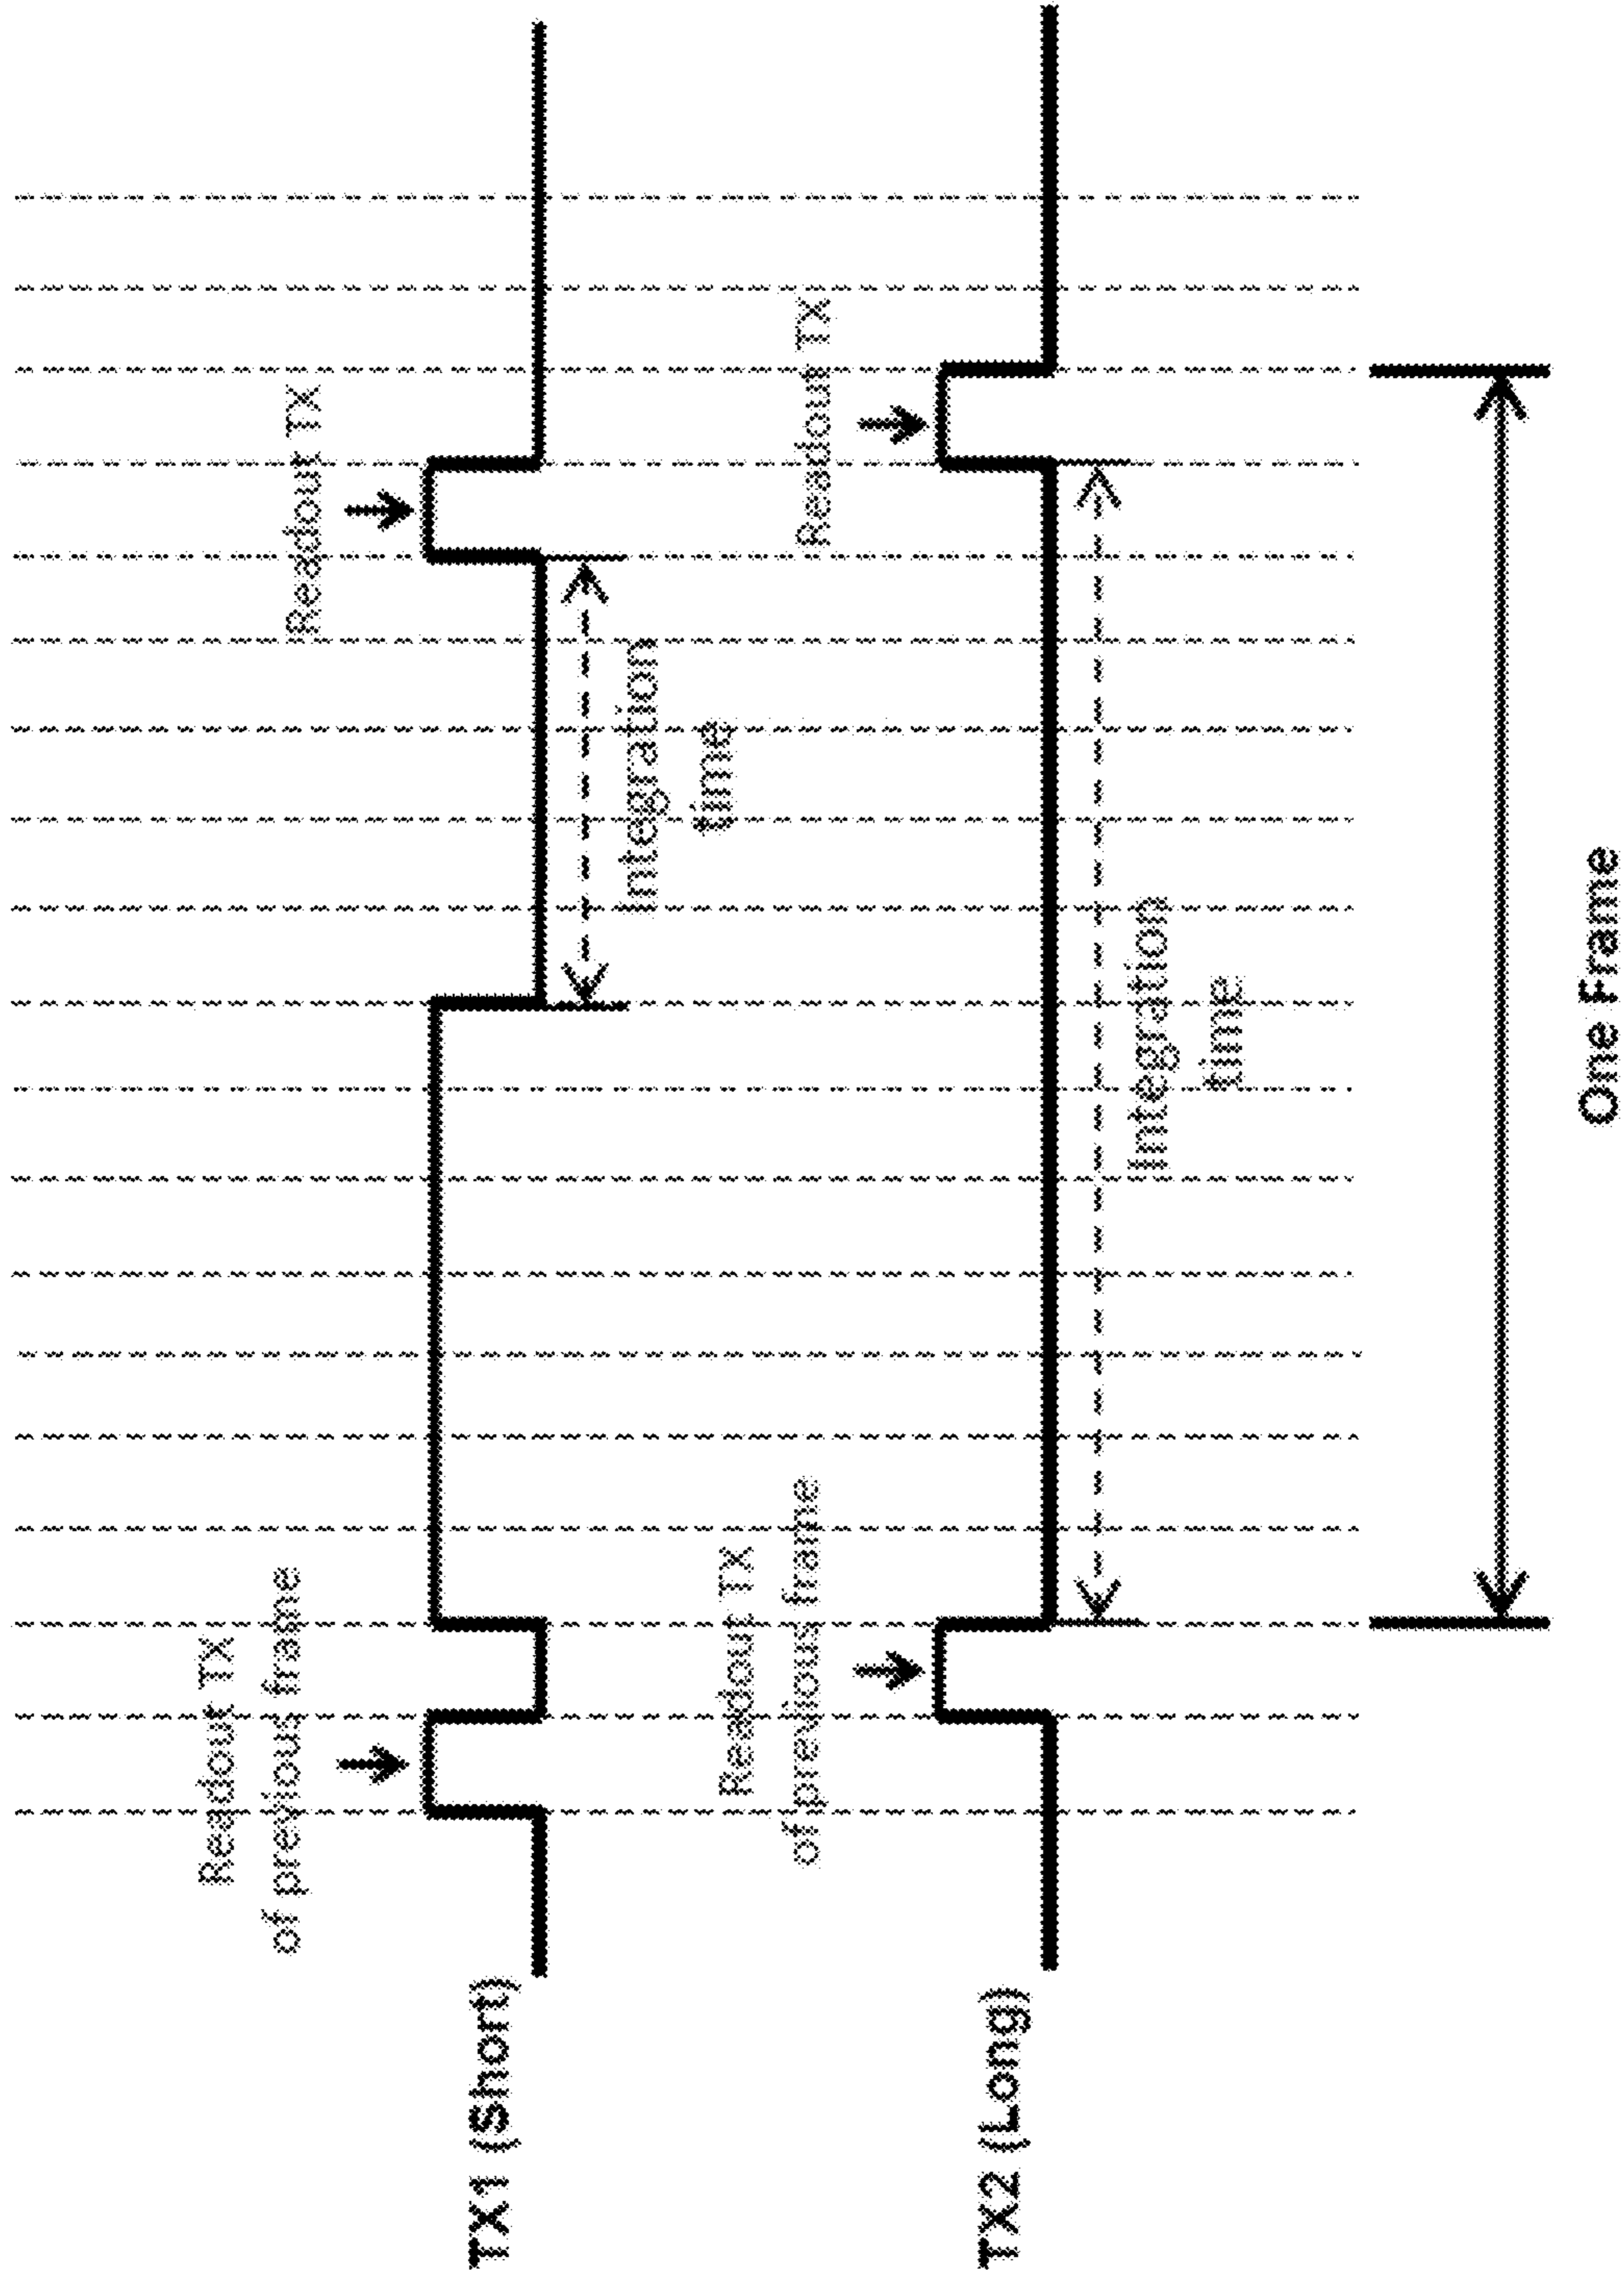 Readout TX
of previous frame
Readout TX
TX1 (Short)
Integration
time
Readout TX
of previous frame
Readout TX
TX2 (Long)
Integration
time
One Frame